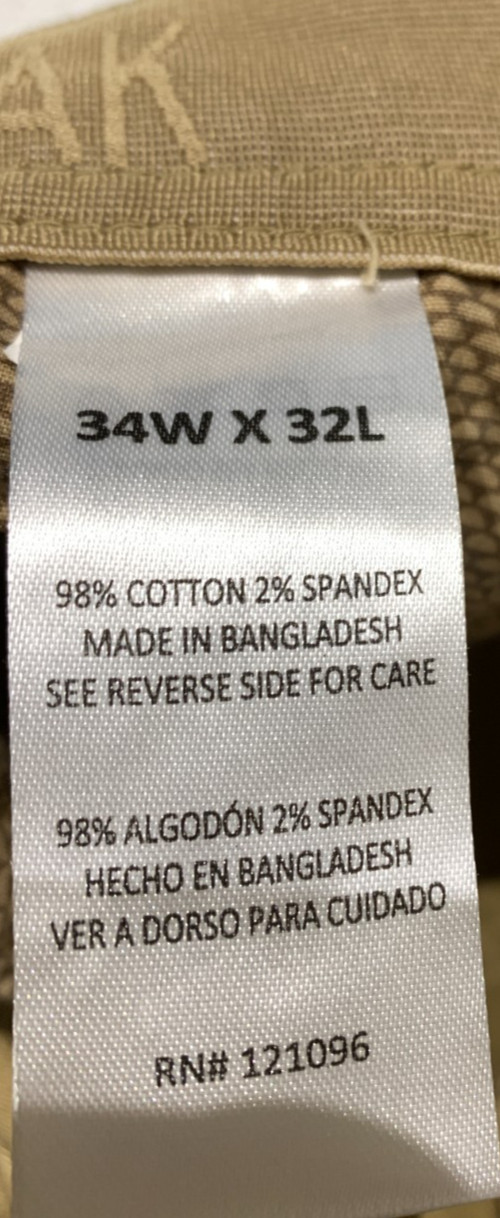 AK
34W X 32L
98% COTTON 2% SPANDEX
MADE IN BANGLADESH
SEE REVERSE SIDE FOR CARE
98% ALGODÓN 2% SPANDEX
HECHO EN BANGLADESH
VER A DORSO PARA CUIDADO
RN# 121096